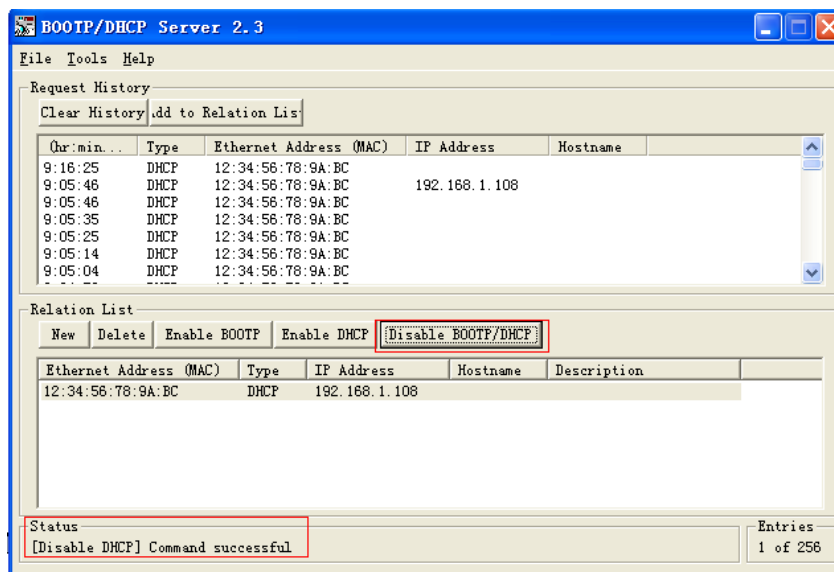 BOOTP/DHCP Server 2.3
File Tools Help
Request History
Clear History dd to Relation Lis
(hr:min... Type Ethernet Address (MAC) IP Address Hostname
9:16:25 DHCP 12:34:56:78:9A:BC
9:05:46 DHCP 12:34:56:78:9A:BC 192.168.1.108
9:05:46 DHCP 12:34:56:78:9A:BC
9:05:35 DHCP 12:34:56:78:9A:BC
9:05:25 DHCP 12:34:56:78:9A:BC
9:05:14 DHCP 12:34:56:78:9A:BC
9:05:04 DHCP 12:34:56:78:9A:BC
Relation List
New Delete Enable BOOTP Enable DHCP Disable BOOTP/DHCP
Ethernet Address (MAC) Type IP Address Hostname Description
12:34:56:78:9A:BC DHCP 192.168.1.108
Status
[Disable DHCP] Command successful
Entries
1 of 256